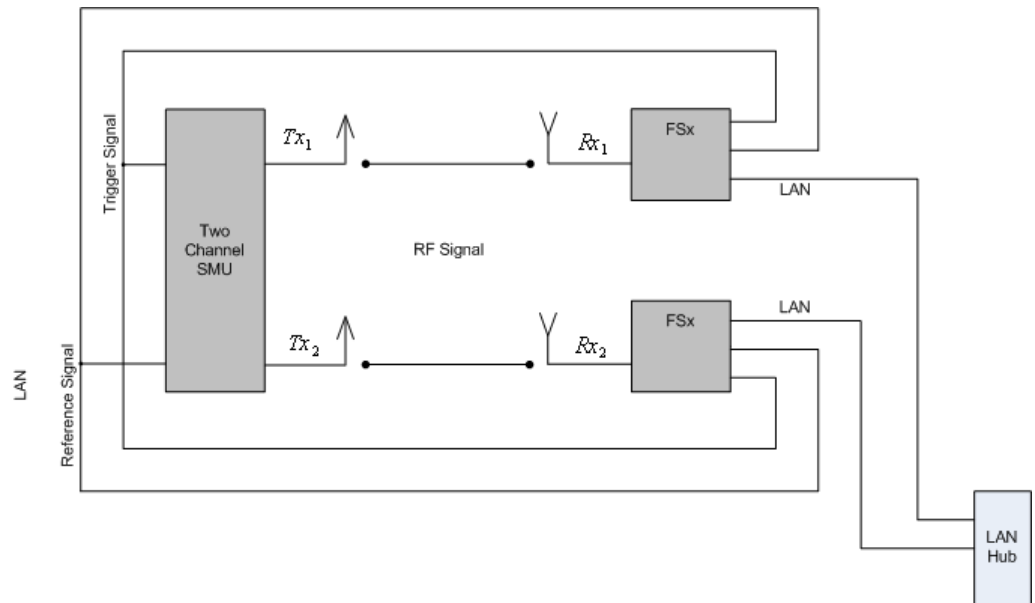 Trigger Signal
Tx1
Rx1
FSx
LAN
Two
Channel
SMU
RF Signal
LAN
Reference Signal
Tx2
Rx2
FSx
LAN
LAN
Hub